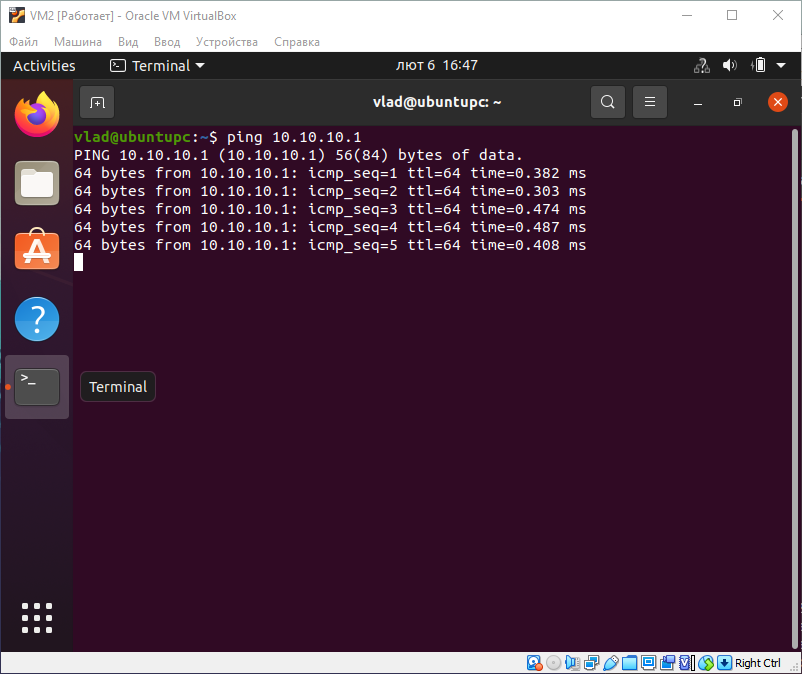 VM2 [Работает] - Oracle VM VirtualBox
Файл Машина Вид Ввод Устройства Справка
Activities Terminal лют 6 16:47
vlad@ubuntupc: ~
vlad@ubuntupc:~$ ping 10.10.10.1
PING 10.10.10.1 (10.10.10.1) 56(84) bytes of data.
64 bytes from 10.10.10.1: icmp_seq=1 ttl=64 time=0.382 ms
64 bytes from 10.10.10.1: icmp_seq=2 ttl=64 time=0.303 ms
64 bytes from 10.10.10.1: icmp_seq=3 ttl=64 time=0.474 ms
64 bytes from 10.10.10.1: icmp_seq=4 ttl=64 time=0.487 ms
64 bytes from 10.10.10.1: icmp_seq=5 ttl=64 time=0.408 ms
Terminal
Right Ctrl